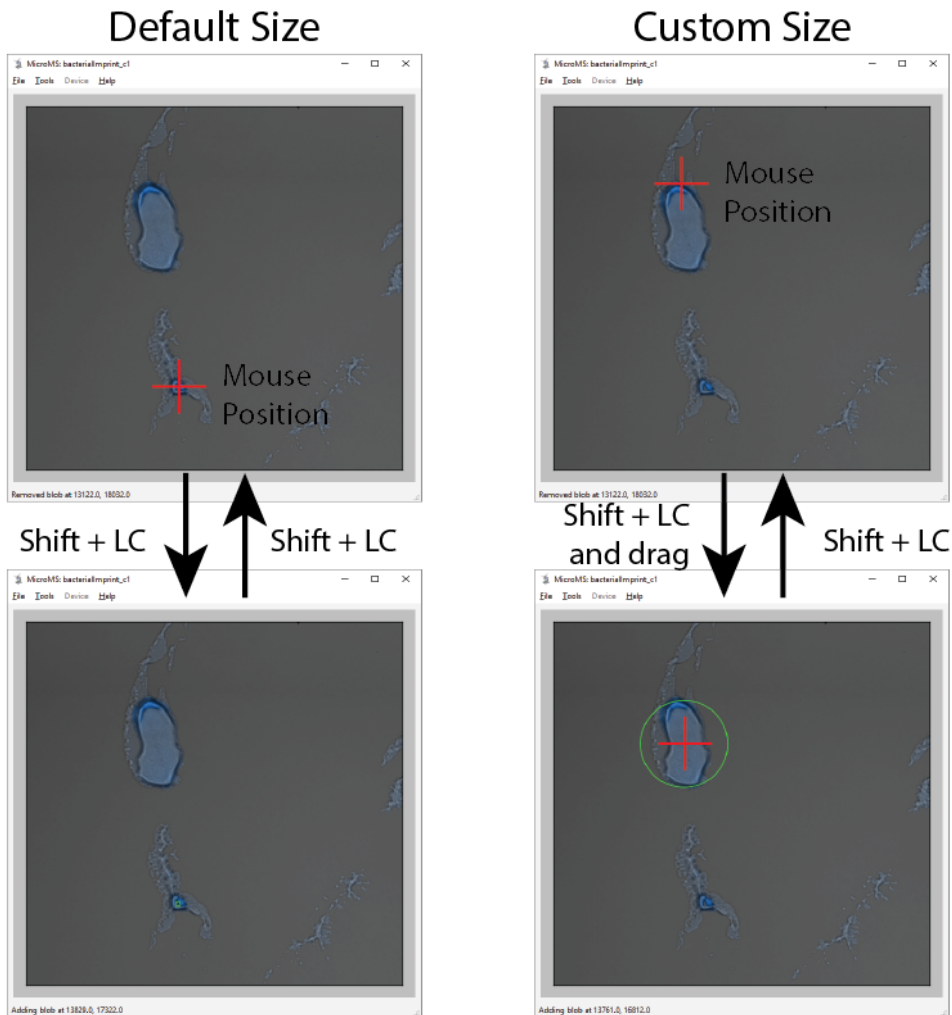 Default Size
MicroMS: bacterialImprint_c1
File Tools Device Help
Mouse
Position
Removed blob at 13122.0, 18032.0
Shift + LC
Shift + LC
MicroMS: bacterialImprint_c1
File Tools Device Help
Adding blob at 13828.0, 17322.0
Custom Size
MicroMS: bacterialImprint_c1
File Tools Device Help
Mouse
Position
Removed blob at 13122.0, 18032.0
Shift + LC
and drag
Shift + LC
MicroMS: bacterialImprint_c1
File Tools Device Help
Adding blob at 13761.0, 16812.0